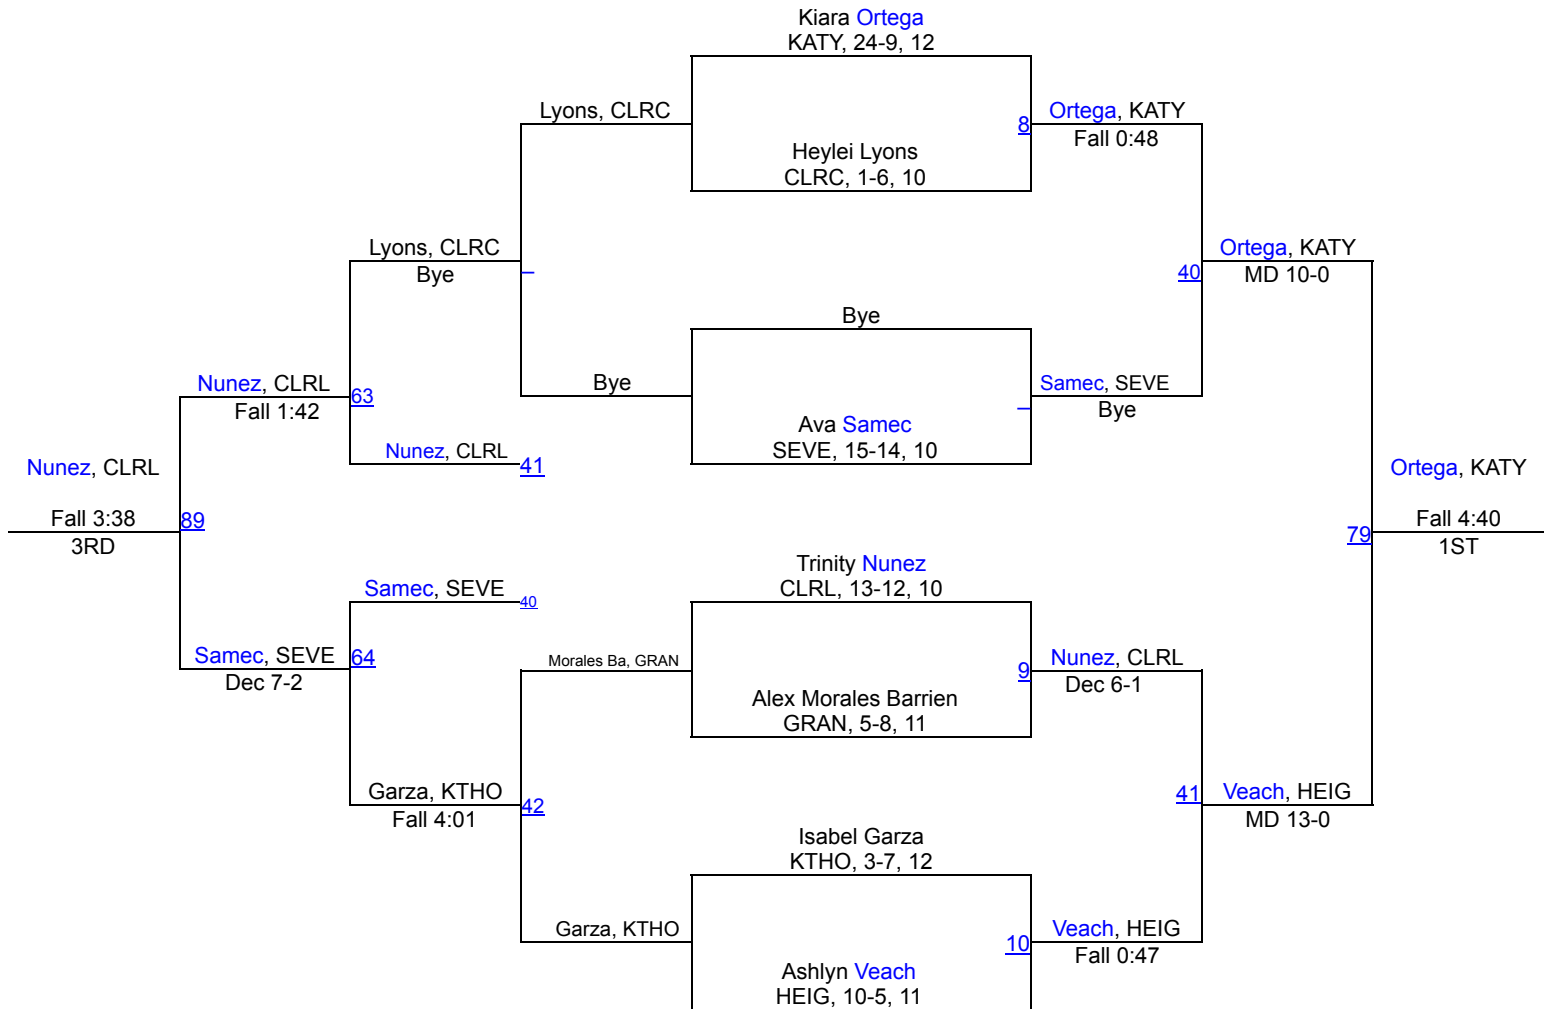 Kiara Ortega
KATY, 24-9, 12
Lyons, CLRC
8
Ortega, KATY
Fall 0:48
Heylei Lyons
CLRC, 1-6, 10
Lyons, CLRC
Bye
–
Ortega, KATY
40
MD 10-0
Bye
Nunez, CLRL
63
Fall 1:42
Bye
Samec, SEVE
–
Bye
Ava Samec
SEVE, 15-14, 10
Nunez, CLRL
41
Nunez, CLRL
Ortega, KATY
Fall 3:38
89
3RD
Fall 4:40
79
1ST
Trinity Nunez
CLRL, 13-12, 10
Samec, SEVE
40
Samec, SEVE
64
Dec 7-2
Morales Ba, GRAN
9
Nunez, CLRL
Dec 6-1
Alex Morales Barrien
GRAN, 5-8, 11
Garza, KTHO
42
Fall 4:01
41
Veach, HEIG
MD 13-0
Isabel Garza
KTHO, 3-7, 12
Garza, KTHO
10
Veach, HEIG
Fall 0:47
Ashlyn Veach
HEIG, 10-5, 11